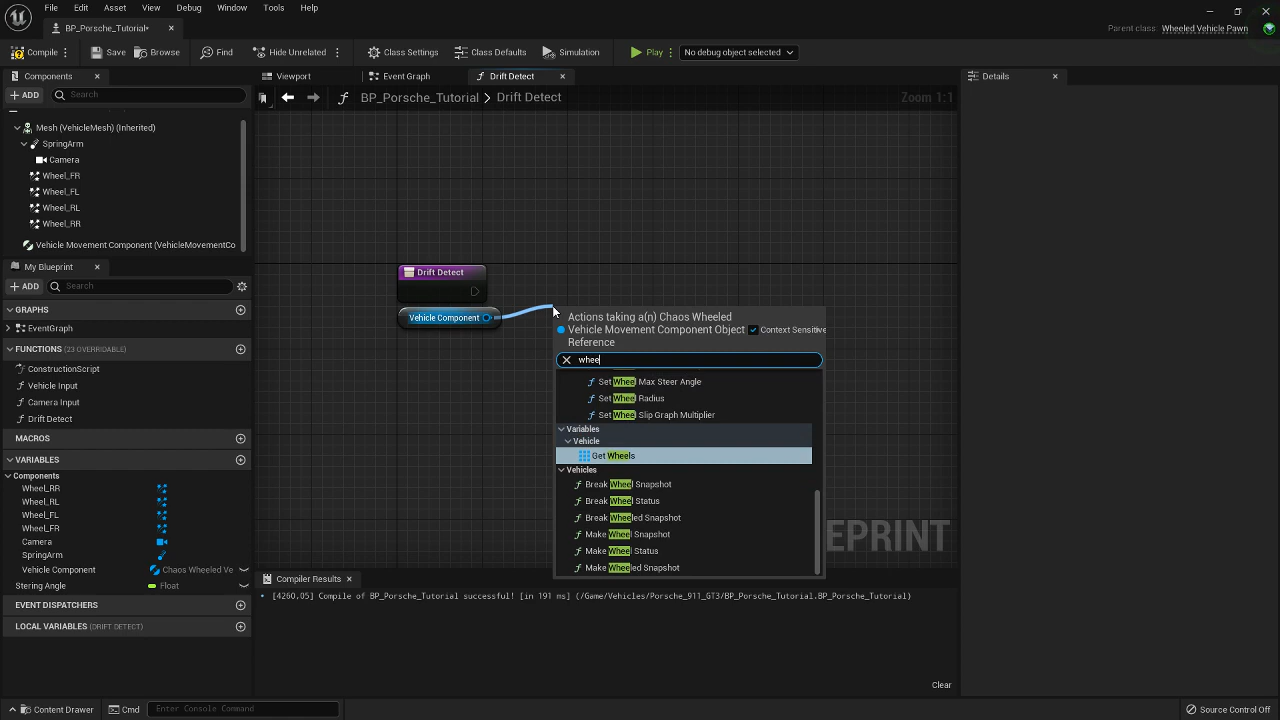 File Edit Asset View Debug Window Tools Help
BP_Porsche_Tutorial*
Parent class: Wheeled Vehicle Pawn
Compile Save Browse Find Hide Unrelated Class Settings Class Defaults Simulation Play No debug object selected
Components
Viewport Event Graph Drift Detect
Details
ADD Search
BP_Porsche_Tutorial > Drift Detect Zoom 1:1
Mesh (VehicleMesh) (Inherited)
SpringArm
Camera
Wheel_FR
Wheel_FL
Wheel_RL
Wheel_RR
Vehicle Movement Component (VehicleMovementCo
My Blueprint
ADD Search
GRAPHS
EventGraph
FUNCTIONS (23 OVERRIDABLE)
ConstructionScript
Vehicle Input
Camera Input
Drift Detect
MACROS
VARIABLES
Components
Wheel_RR
Wheel_RL
Wheel_FL
Wheel_FR
Camera
SpringArm
Vehicle Component Chaos Wheeled Ve
Stering Angle Float
EVENT DISPATCHERS
LOCAL VARIABLES (DRIFT DETECT)
Drift Detect
Vehicle Component
Actions taking a(n) Chaos Wheeled
Vehicle Movement Component Object
Reference
Context Sensitive
whee
Set Wheel Max Steer Angle
Set Wheel Radius
Set Wheel Slip Graph Multiplier
Variables
Vehicle
Get Wheels
Vehicles
Break Wheel Snapshot
Break Wheel Status
Break Wheeled Snapshot
Make Wheel Snapshot
Make Wheel Status
Make Wheeled Snapshot
EPRINT
Compiler Results
[4260,05] Compile of BP_Porsche_Tutorial successful! [in 191 ms] (/Game/Vehicles/Porsche_911_GT3/BP_Porsche_Tutorial.BP_Porsche_Tutorial)
Clear
Content Drawer Cmd Enter Console Command Source Control Off